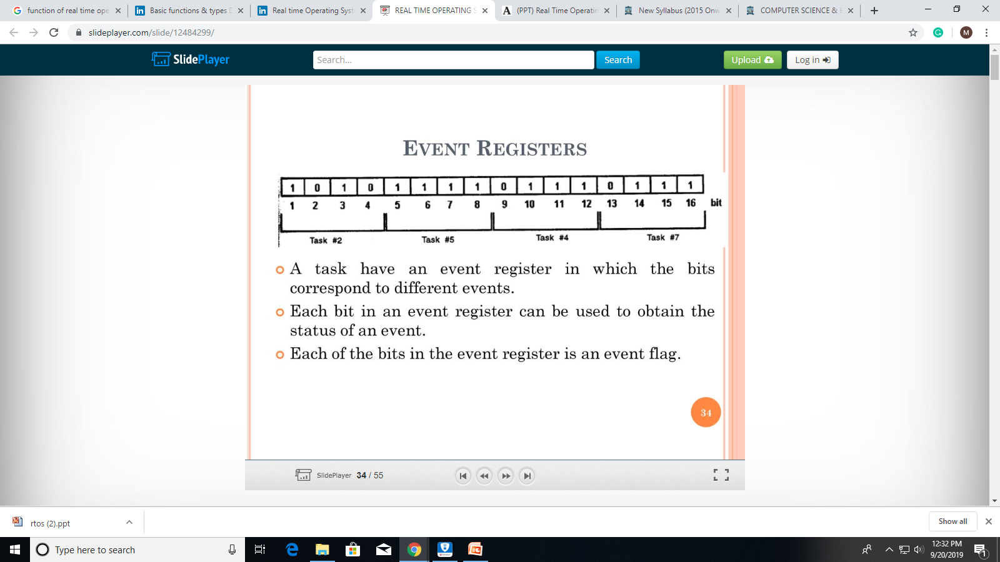 function of real time ope
Basic functions & types D
Real time Operating Syst
REAL TIME OPERATING S
(PPT) Real Time Operatin
New Syllabus (2015 Onw
COMPUTER SCIENCE & E
slideplayer.com/slide/12484299/
M
SlidePlayer
Search...
Search
Upload
Log in
EVENT REGISTERS
1 0 1 0 1 1 1 1 0 1 1 1 0 1 1 1
1 2 3 4 5 6 7 8 9 10 11 12 13 14 15 16 bit
Task #2 Task #5 Task #4 Task #7
A task have an event register in which the bits
correspond to different events.
Each bit in an event register can be used to obtain the
status of an event.
Each of the bits in the event register is an event flag.
34
SlidePlayer 34 / 55
rtos (2).ppt
Show all
Type here to search
12:32 PM
9/20/2019
1